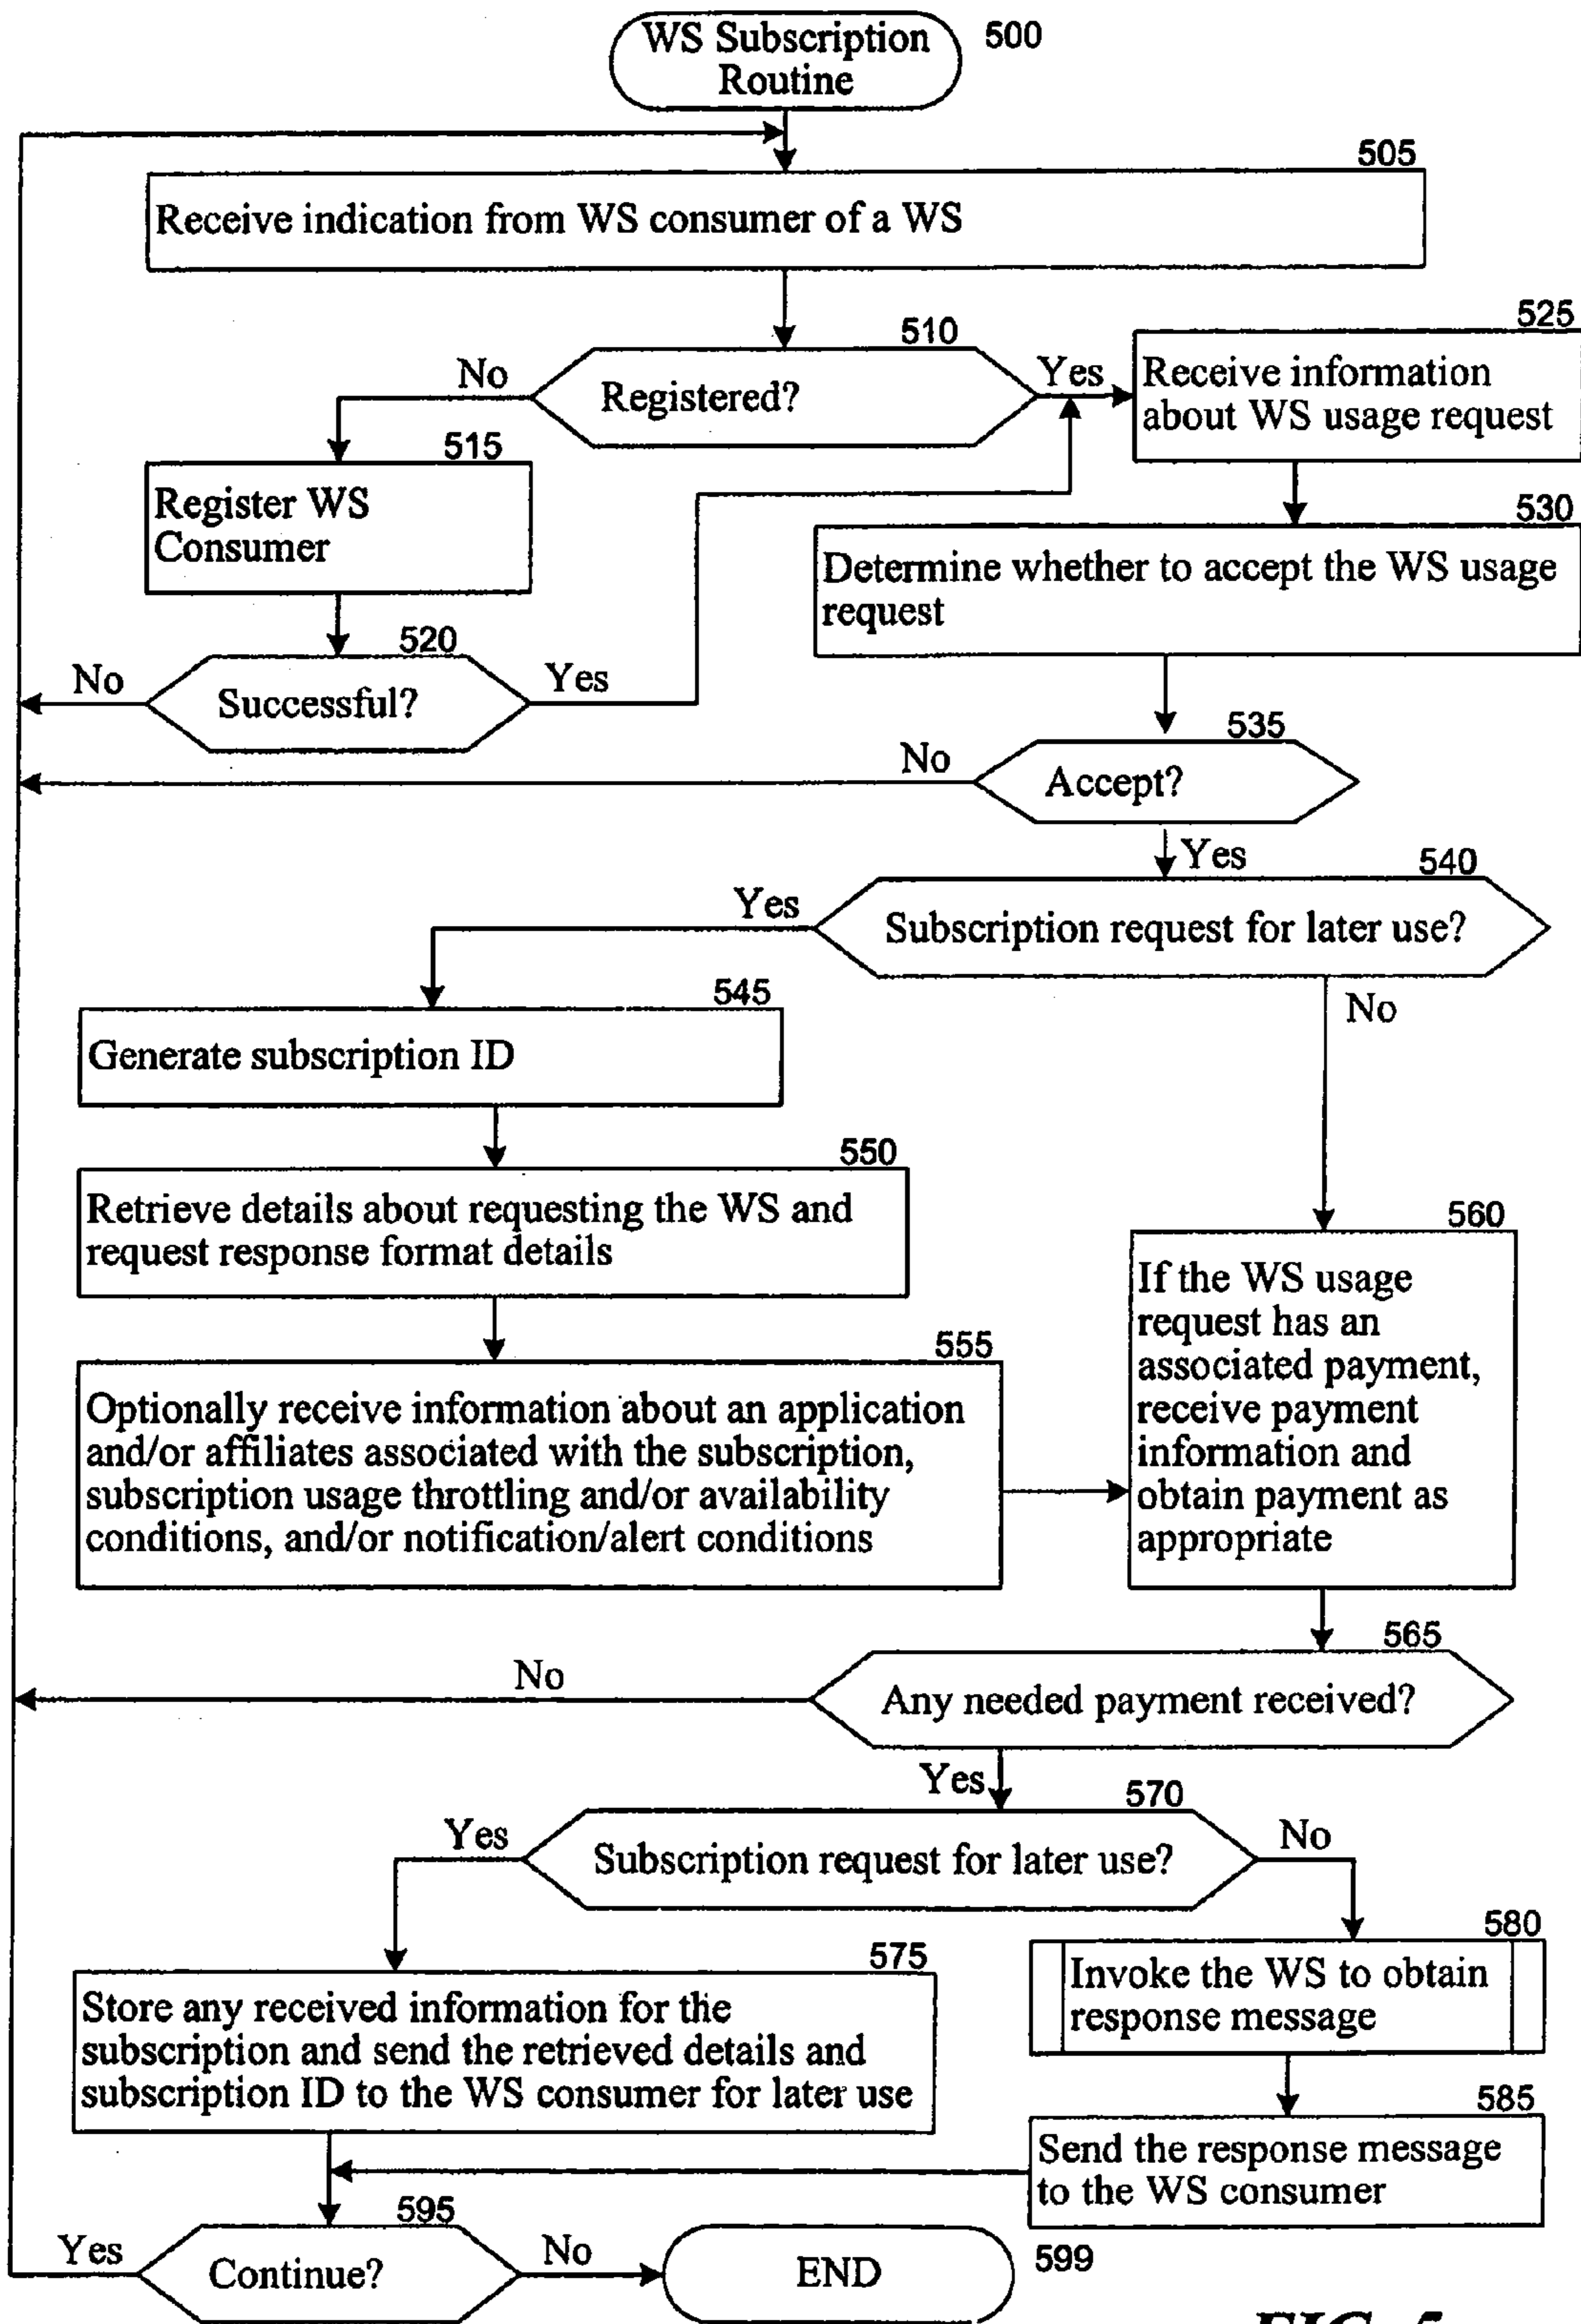 WS Subscription
Routine
500
505
Receive indication from WS consumer of a WS
510
Registered?
No
Yes
525
Receive information
about WS usage request
515
Register WS
Consumer
530
Determine whether to accept the WS usage
request
520
Successful?
No
Yes
535
Accept?
No
Yes
540
Subscription request for later use?
Yes
No
545
Generate subscription ID
550
Retrieve details about requesting the WS and
request response format details
555
Optionally receive information about an application
and/or affiliates associated with the subscription,
subscription usage throttling and/or availability
conditions, and/or notification/alert conditions
560
If the WS usage
request has an
associated payment,
receive payment
information and
obtain payment as
appropriate
565
Any needed payment received?
No
Yes
570
Subscription request for later use?
Yes
No
575
Store any received information for the
subscription and send the retrieved details and
subscription ID to the WS consumer for later use
580
Invoke the WS to obtain
response message
585
Send the response message
to the WS consumer
595
Continue?
Yes
No
END
599